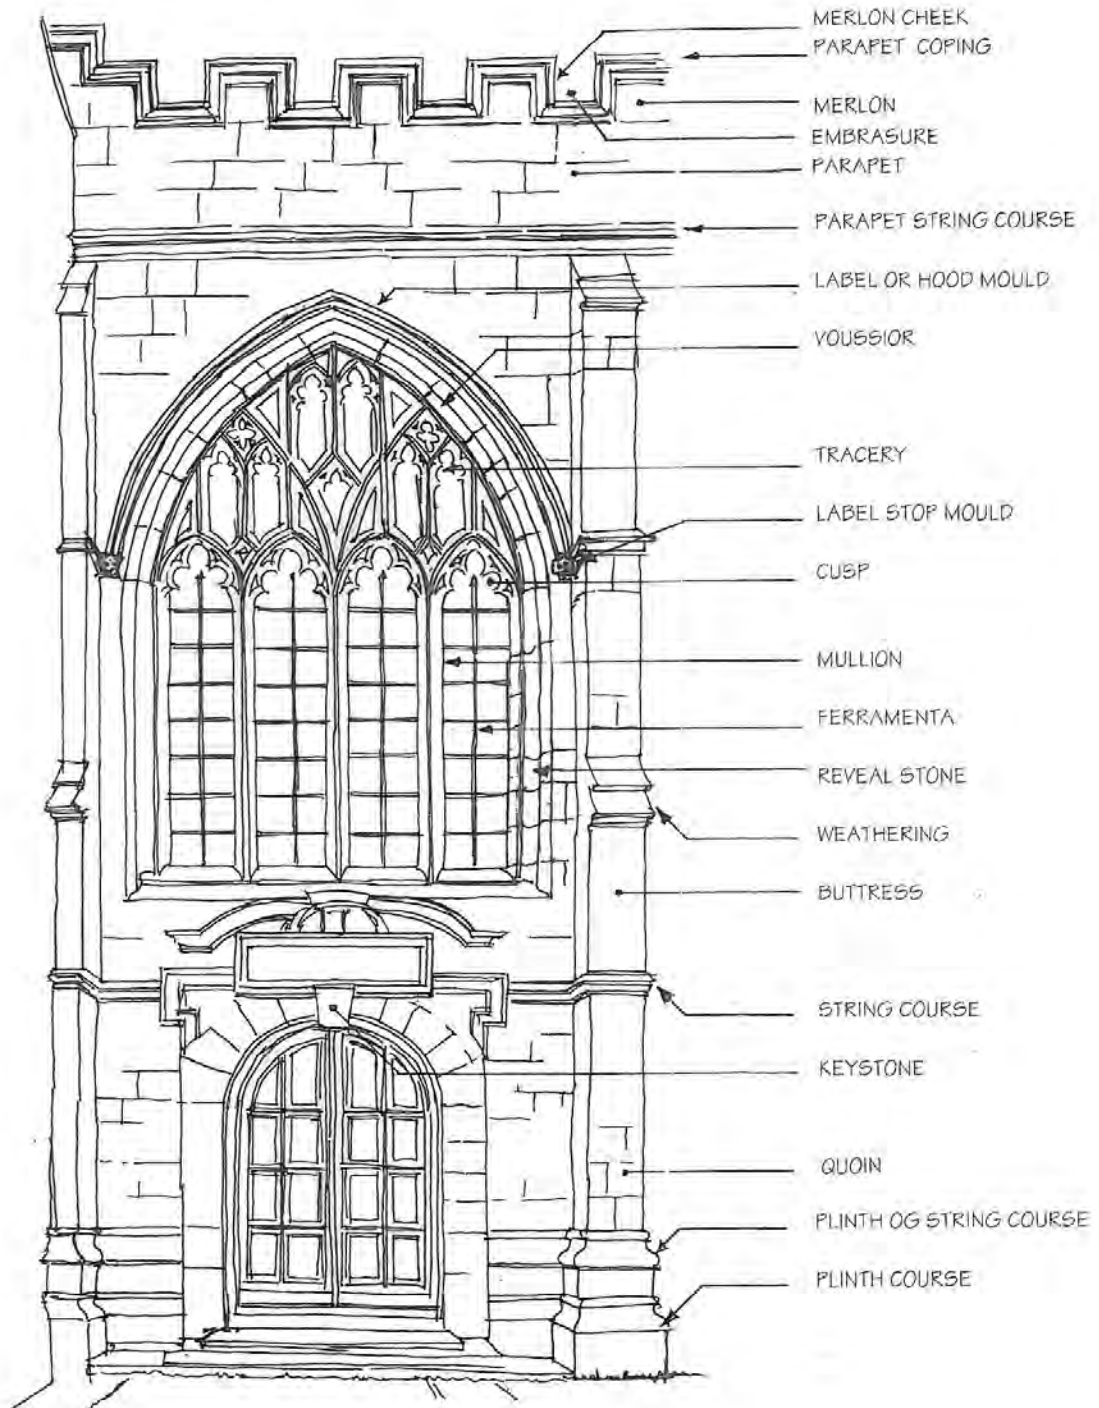 MERLON CHEEK
PARAPET COPING
MERLON
EMBRASURE
PARAPET
PARAPET STRING COURSE
LABEL OR HOOD MOULD
VOUSSIOR
TRACERY
LABEL STOP MOULD
CUSP
MULLION
FERRAMENTA
REVEAL STONE
WEATHERING
BUTTRESS
STRING COURSE
KEYSTONE
QUOIN
PLINTH OG STRING COURSE
PLINTH COURSE